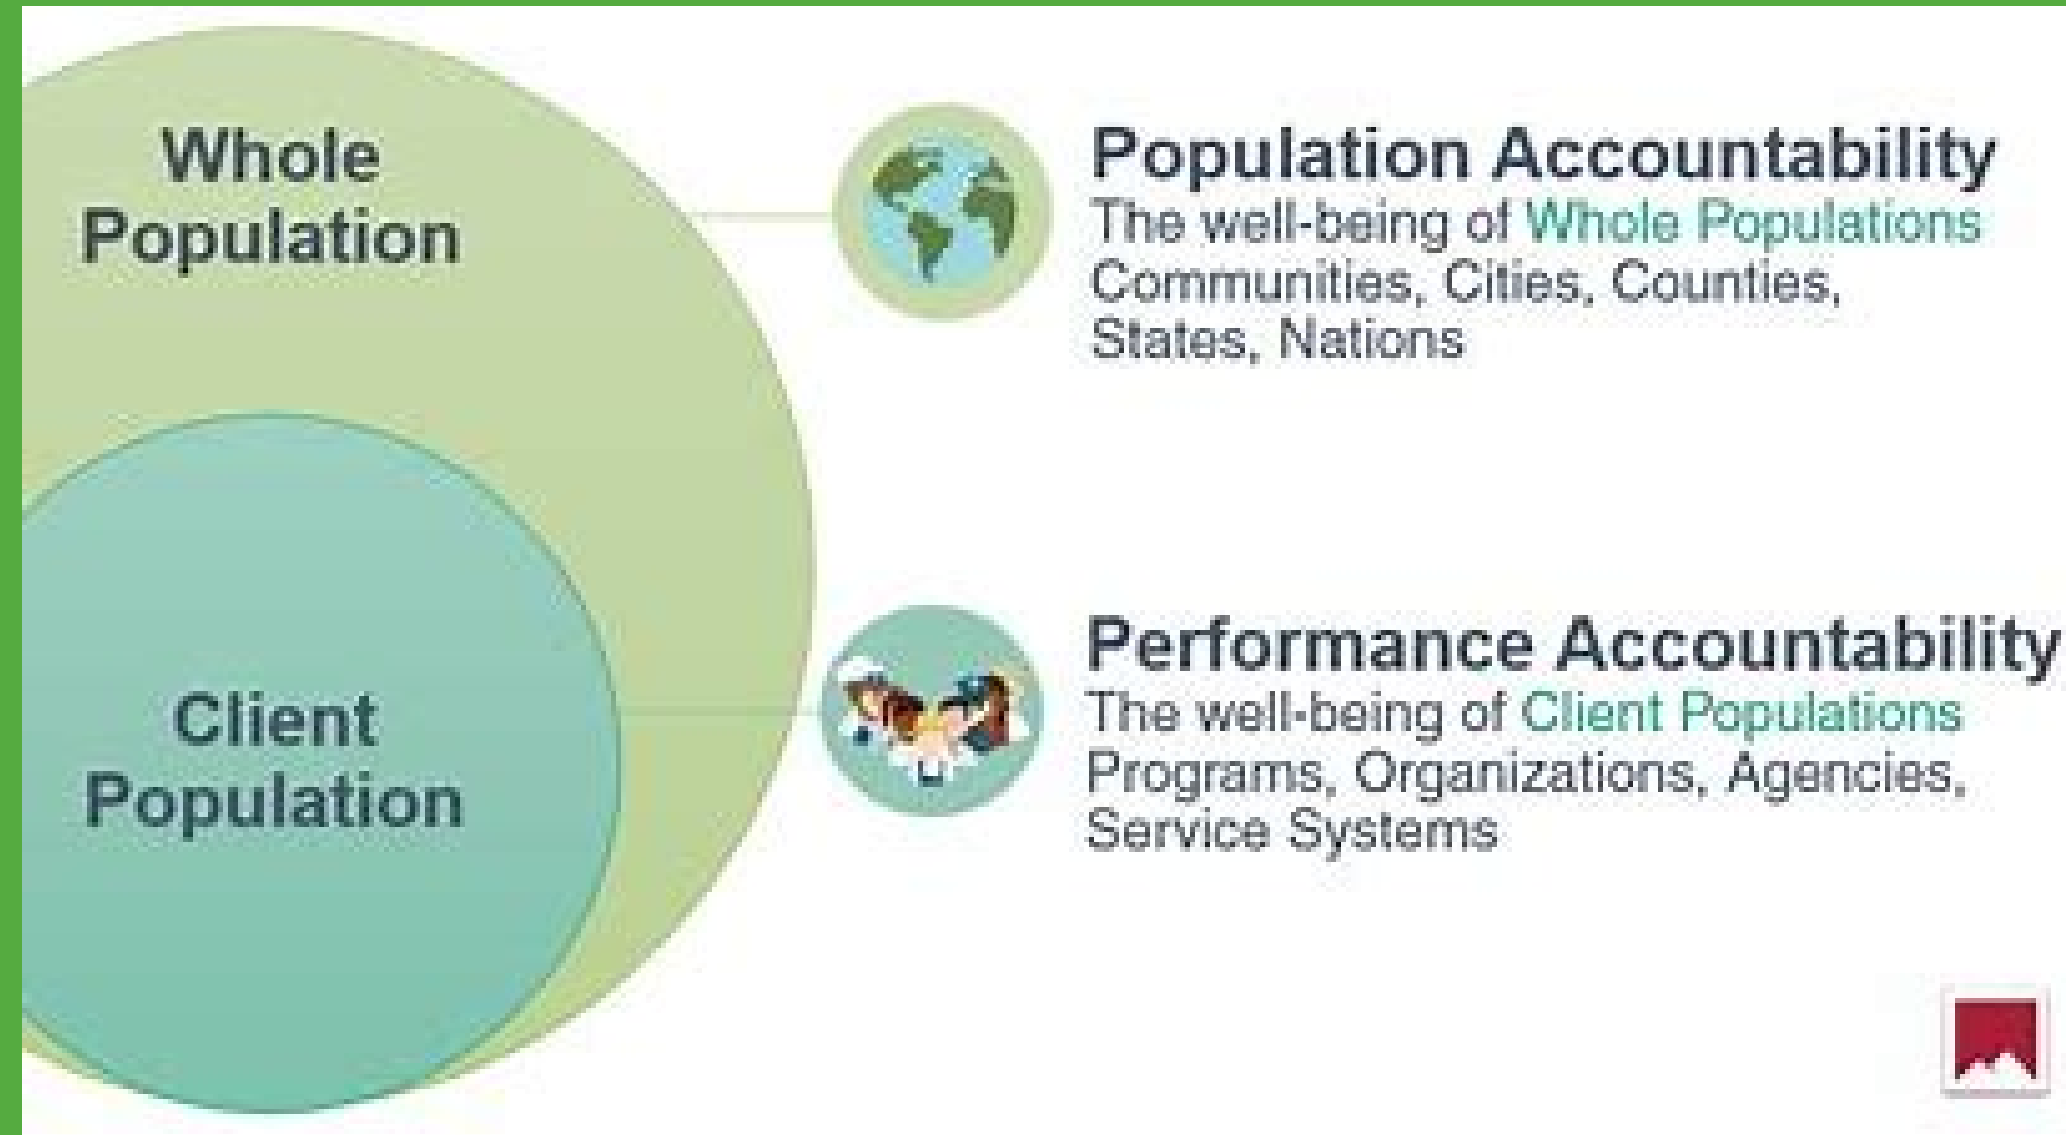 Whole
Population
Population Accountability
The well-being of Whole Populations
Communities, Cities, Counties,
States, Nations
Client
Population
Performance Accountability
The well-being of Client Populations
Programs, Organizations, Agencies,
Service Systems